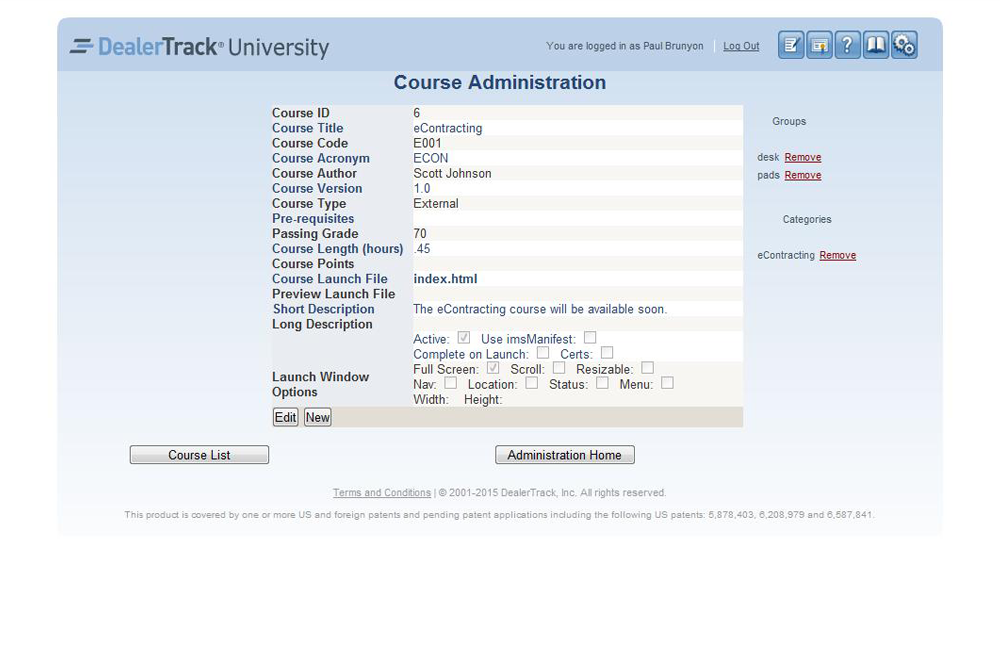 DealerTrack® University
You are logged in as Paul Brunyon | Log Out
Course Administration
Course ID 6
Course Title eContracting
Course Code E001
Course Acronym ECON
Course Author Scott Johnson
Course Version 1.0
Course Type External
Pre-requisites
Passing Grade 70
Course Length (hours) .45
Course Points
Course Launch File index.html
Preview Launch File
Short Description The eContracting course will be available soon.
Long Description
Active: Use imsManifest:
Complete on Launch: Certs:
Launch Window Options
Full Screen: Scroll: Resizable:
Nav: Location: Status: Menu:
Width: Height:
Edit New
Groups
desk Remove
pads Remove
Categories
eContracting Remove
Course List
Administration Home
Terms and Conditions | © 2001-2015 DealerTrack, Inc. All rights reserved.
This product is covered by one or more US and foreign patents and pending patent applications including the following US patents: 5,878,403, 6,208,979 and 6,587,841.